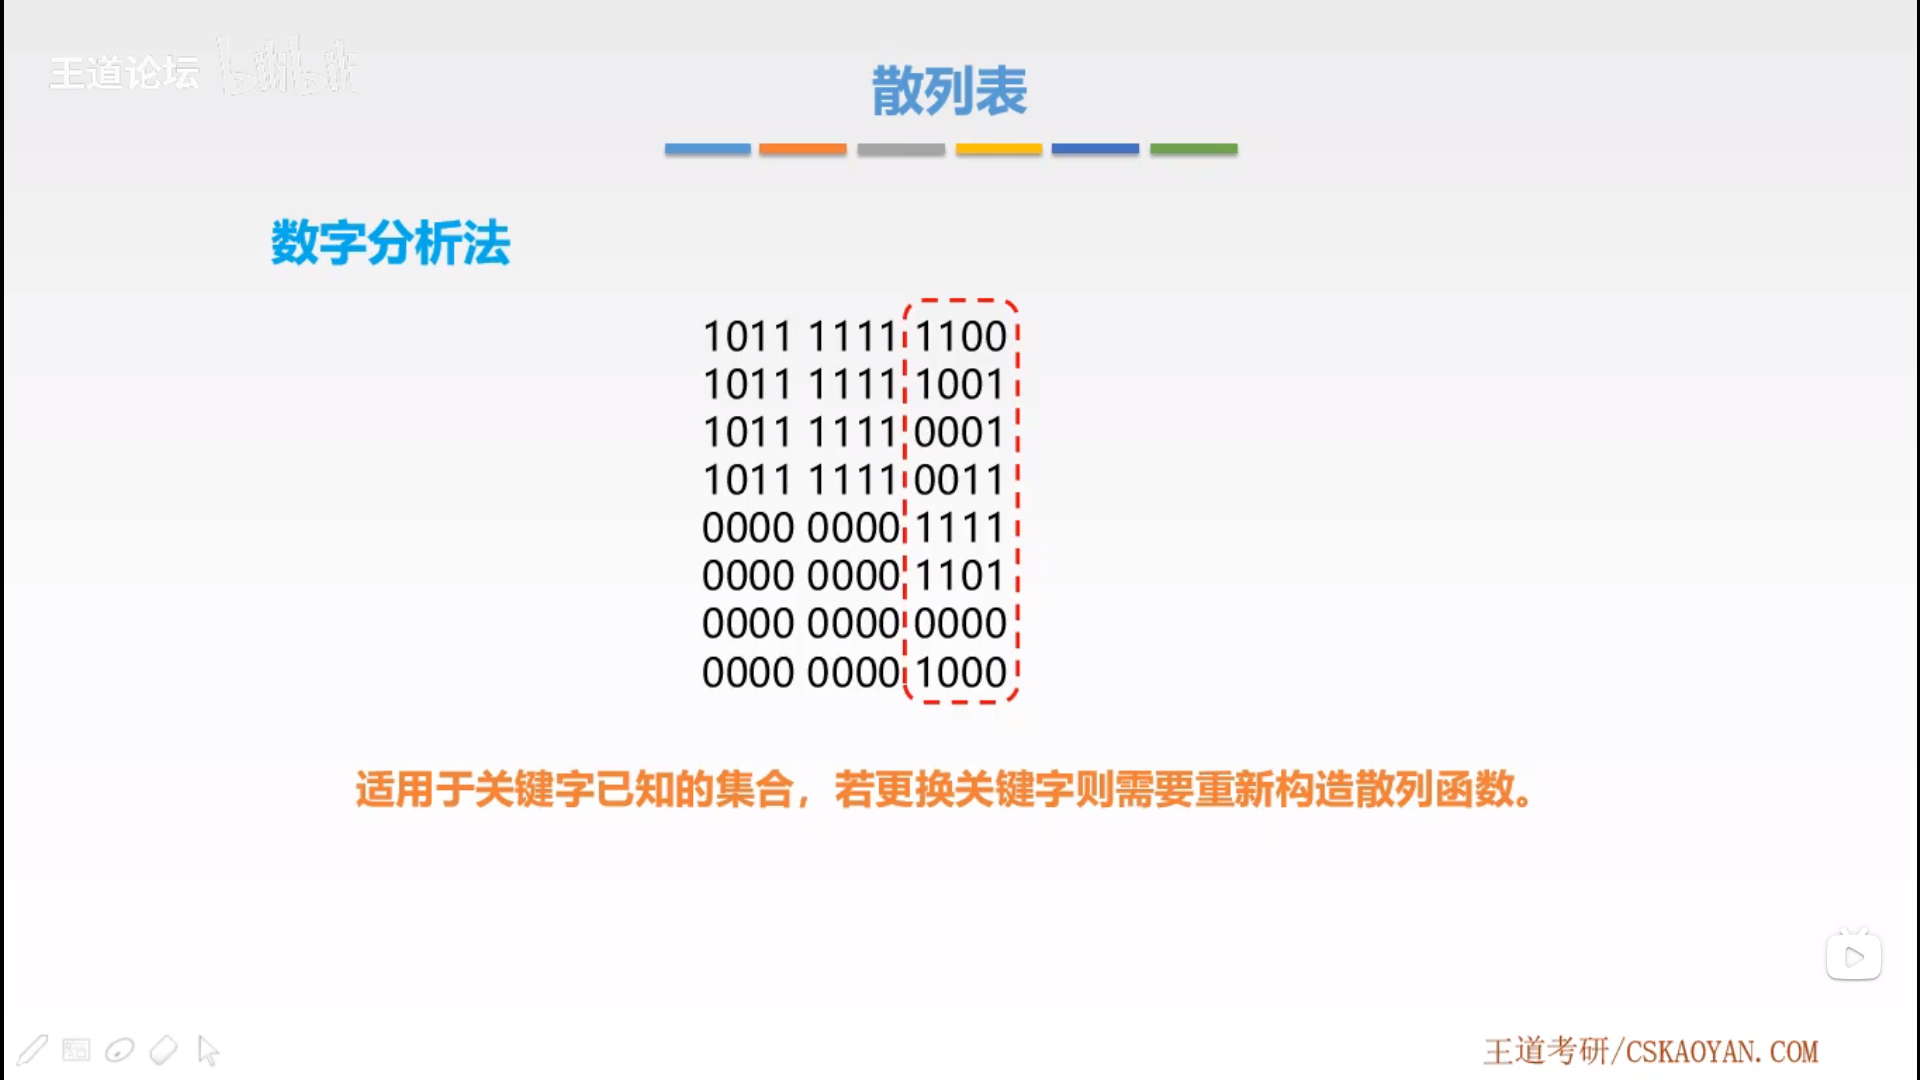 王道论坛 bilibili
散列表
数字分析法
1011 1111 1100
1011 1111 1001
1011 1111 0001
1011 1111 0011
0000 0000 1111
0000 0000 1101
0000 0000 0000
0000 0000 1000
适用于关键字已知的集合，若更换关键字则需要重新构造散列函数。
王道考研/CSKAOYAN.COM